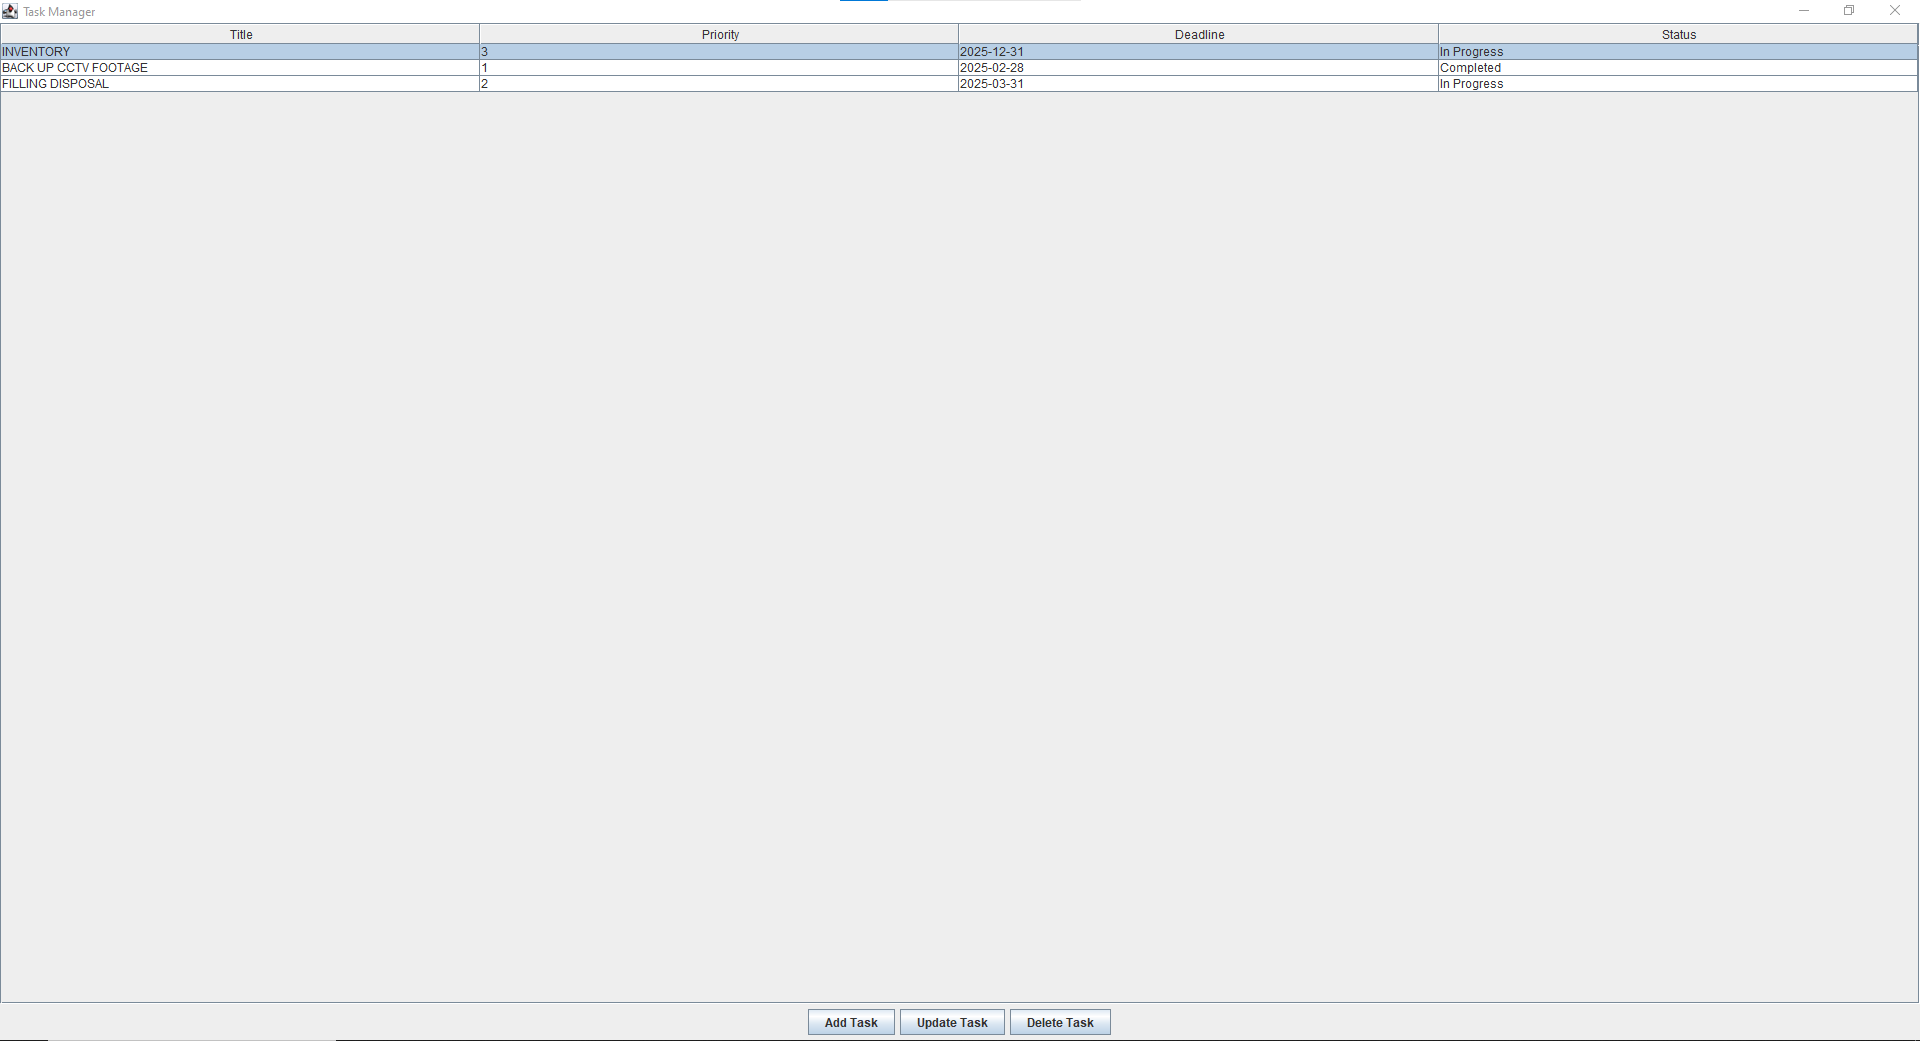 Task Manager
Title Priority Deadline Status
INVENTORY 3 2025-12-31 In Progress
BACK UP CCTV FOOTAGE 1 2025-02-28 Completed
FILLING DISPOSAL 2 2025-03-31 In Progress
Add Task Update Task Delete Task